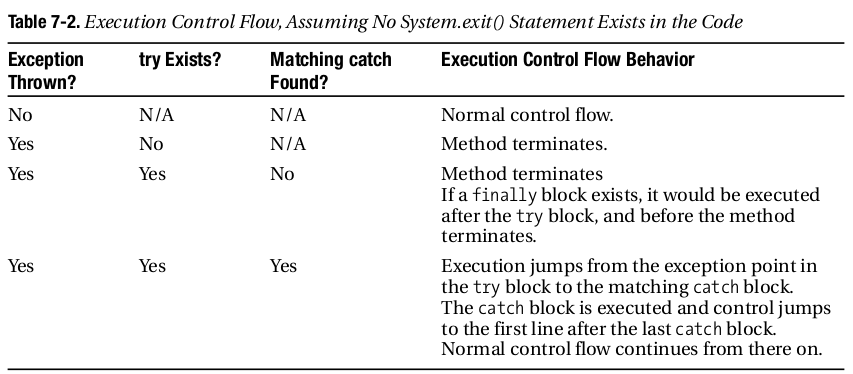 Table 7-2. Execution Control Flow, Assuming No System.exit() Statement Exists in the Code
Exception Thrown? try Exists? Matching catch Found? Execution Control Flow Behavior
No N/A N/A Normal control flow.
Yes No N/A Method terminates.
Yes Yes No Method terminates
If a finally block exists, it would be executed
after the try block, and before the method
terminates.
Yes Yes Yes Execution jumps from the exception point in
the try block to the matching catch block.
The catch block is executed and control jumps
to the first line after the last catch block.
Normal control flow continues from there on.